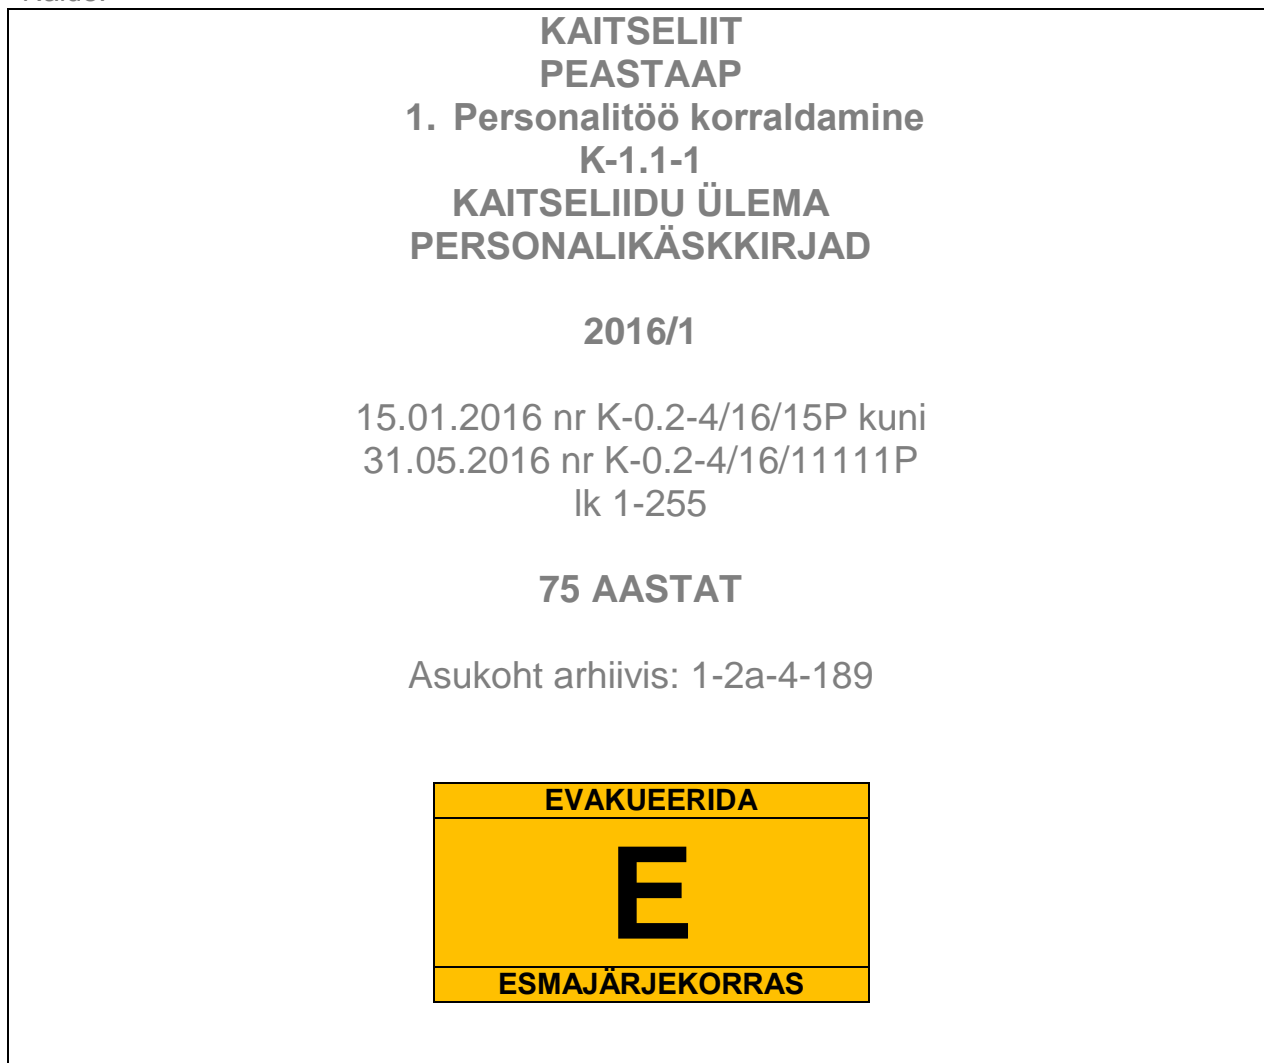 KAITSELIIT
PEASTAAP
1. Personalitöö korraldamine
K-1.1-1
KAITSELIIDU ÜLEMA
PERSONALIKÄSKKIRJAD
2016/1
15.01.2016 nr K-0.2-4/16/15P kuni
31.05.2016 nr K-0.2-4/16/11111P
lk 1-255
75 AASTAT
Asukoht arhiivis: 1-2a-4-189
EVAKUEERIDA
E
ESMAJÄRJEKORRAS